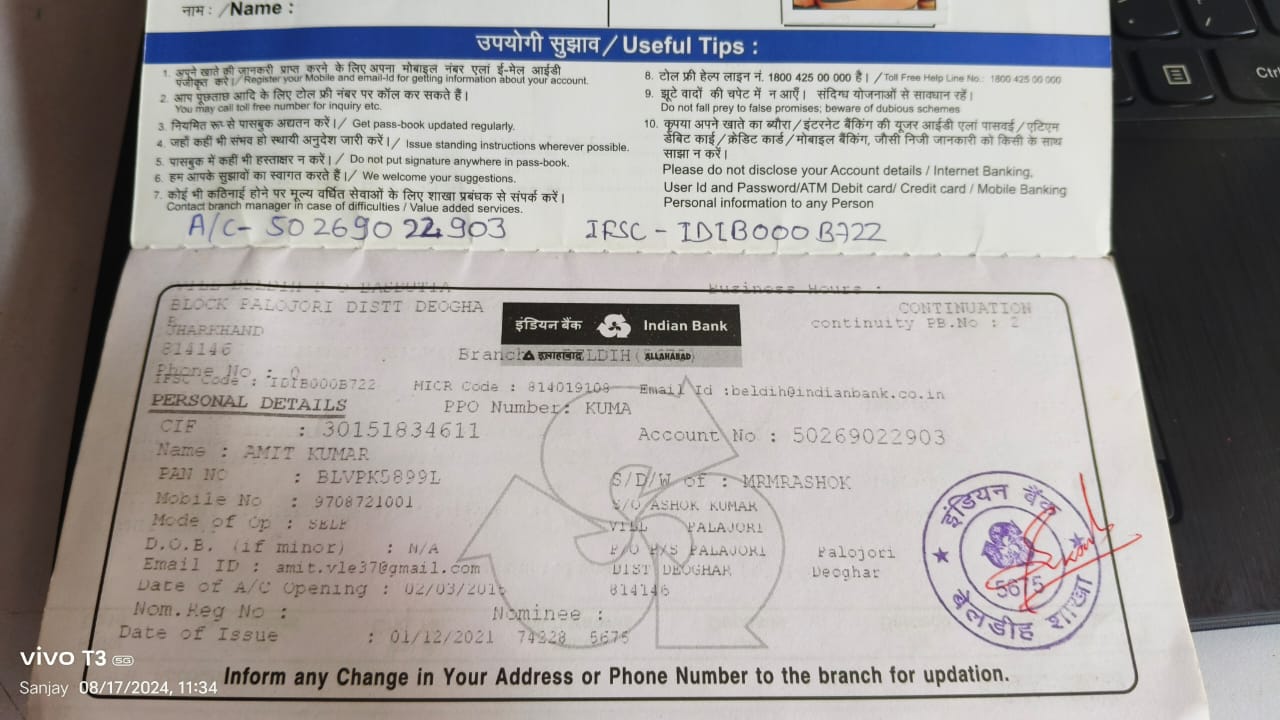 नाम : /Name :
उपयोगी सुझाव / Useful Tips :
1. अपने खाते की जानकरी प्राप्त करने के लिए अपना मोबाइल नंबर एलां ई-मेल आईडी
पंजीकृत करें। / Register your Mobile and email-Id for getting information about your account.
2. आप पूछताछ आदि के लिए टोल फ्री नंबर पर कॉल कर सकते हैं।
You may call toll free number for inquiry etc.
3. नियमित रूप से पासबुक अद्यतन करें। / Get pass-book updated regularly.
4. जहाँ कहीं भी संभव हो स्थायी अनुदेश जारी करें। / Issue standing instructions wherever possible.
5. पासबुक में कहीं भी हस्ताक्षर न करें। / Do not put signature anywhere in pass-book.
6. हम आपके सुझावों का स्वागत करते हैं। / We welcome your suggestions.
7. कोई भी कठिनाई होने पर मूल्य वर्धित सेवाओं के लिए शाखा प्रबंधक से संपर्क करें।
Contact branch manager in case of difficulties / Value added services.
8. टोल फ्री हेल्प लाइन नं. 1800 425 00 000 हैं। / Toll Free Help Line No.: 1800 425 00 000
9. झूटे वादों की चपेट में न आएँ। संदिग्ध योजनाओं से सावधान रहें।
Do not fall prey to false promises; beware of dubious schemes
10. कृपया अपने खाते का ब्यौरा / इंटरनेट बैंकिंग की यूजर आईडी एलां पासवर्ड / एटिएम
डेबिट कार्ड / क्रेडिट कार्ड / मोबाइल बैंकिंग, जौसी निजी जानकारी को किसी के साथ
साझा न करें।
Please do not disclose your Account details / Internet Banking,
User Id and Password/ATM Debit card/ Credit card / Mobile Banking
Personal information to any Person
A/C- 50269022903 IFSC - IDIB000B722
Business Hours :
BLOCK PALOJORI DISTT DEOGHA
R
JHARKHAND
814146
इंडियन बैंक Indian Bank
इलाहाबाद ALLAHABAD
CONTINUATION
continuity PB.No : 2
Branch : BELDIH
Phone No : 0
IFSC Code : IDIB000B722 MICR Code : 814019108 Email Id :beldih@indianbank.co.in
PERSONAL DETAILS PPO Number: KUMA
CIF : 30151834611 Account No : 50269022903
Name : AMIT KUMAR
PAN NO : BLVPK5899L S/D/W of : MRMRASHOK
Mobile No : 9708721001 S/O ASHOK KUMAR
Mode of Op : SELF VILL PALAJORI
D.O.B. (if minor) : N/A P/O P/S PALAJORI Palojori
Email ID : amit.vle37@gmail.com DIST DEOGHAR Deoghar
Date of A/C Opening : 02/03/2016 814146
Nom.Reg No : Nominee :
Date of Issue : 01/12/2021 74228 5675
इंडियन बैंक
5675
बेलडीह शाखा
Inform any Change in Your Address or Phone Number to the branch for updation.
vivo T3 5G
Sanjay 08/17/2024, 11:34
Ctrl